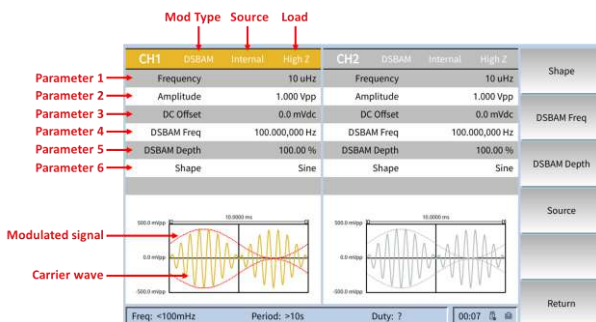 Mod Type Source Load
CH1 DSBAM Internal High Z CH2 DSBAM Internal High Z
Shape
Parameter 1 Frequency 10 uHz Frequency 10 uHz
Parameter 2 Amplitude 1.000 Vpp Amplitude 1.000 Vpp
Parameter 3 DC Offset 0.0 mVdc DC Offset 0.0 mVdc
DSBAM Freq
Parameter 4 DSBAM Freq 100.000,000 Hz DSBAM Freq 100.000,000 Hz
Parameter 5 DSBAM Depth 100.00 % DSBAM Depth 100.00 %
DSBAM Depth
Parameter 6 Shape Sine Shape Sine
Source
10.0000 ms 10.0000 ms
500.0 mVpp 500.0 mVpp
Modulated signal
0.0 mVpp 0.0 mVpp
Carrier wave
-500.0 mVpp -500.0 mVpp
Return
Freq: <100mHz Period: >10s Duty: ? 00:07